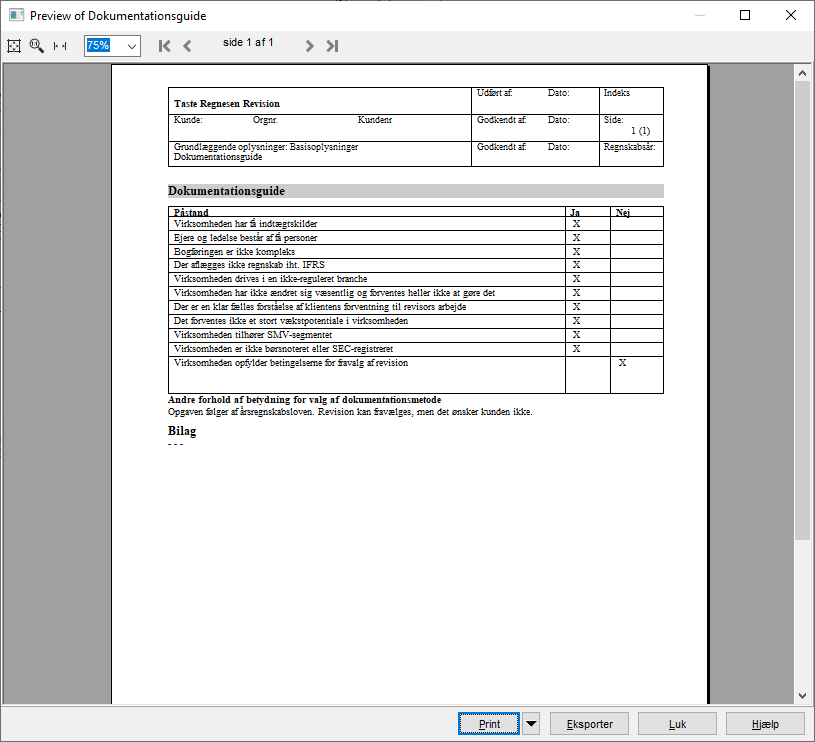 Preview of Dokumentationsguide
75%
side 1 af 1
Taste Regnesen Revision
Udført af: Dato: Indeks
Kunde: Orgnr. Kundenr Godkendt af: Dato: Side:
1 (1)
Grundlæggende oplysninger: Basisoplysninger Godkendt af: Dato: Regnskabsår:
Dokumentationsguide
Dokumentationsguide
Påstand Ja Nej
Virksomheden har få indtægtskilder X
Ejere og ledelse består af få personer X
Bogføringen er ikke kompleks X
Der aflægges ikke regnskab iht. IFRS X
Virksomheden drives i en ikke-reguleret branche X
Virksomheden har ikke ændret sig væsentlig og forventes heller ikke at gøre det X
Der er en klar fælles forståelse af klientens forventning til revisors arbejde X
Det forventes ikke et stort vækstpotentiale i virksomheden X
Virksomheden tilhører SMV-segmentet X
Virksomheden er ikke børsnoteret eller SEC-registreret X
Virksomheden opfylder betingelserne for fravalg af revision X
Andre forhold af betydning for valg af dokumentationsmetode
Opgaven følger af årsregnskabsloven. Revision kan fravælges, men det ønsker kunden ikke.
Bilag
- - -
Print Eksporter Luk Hjælp